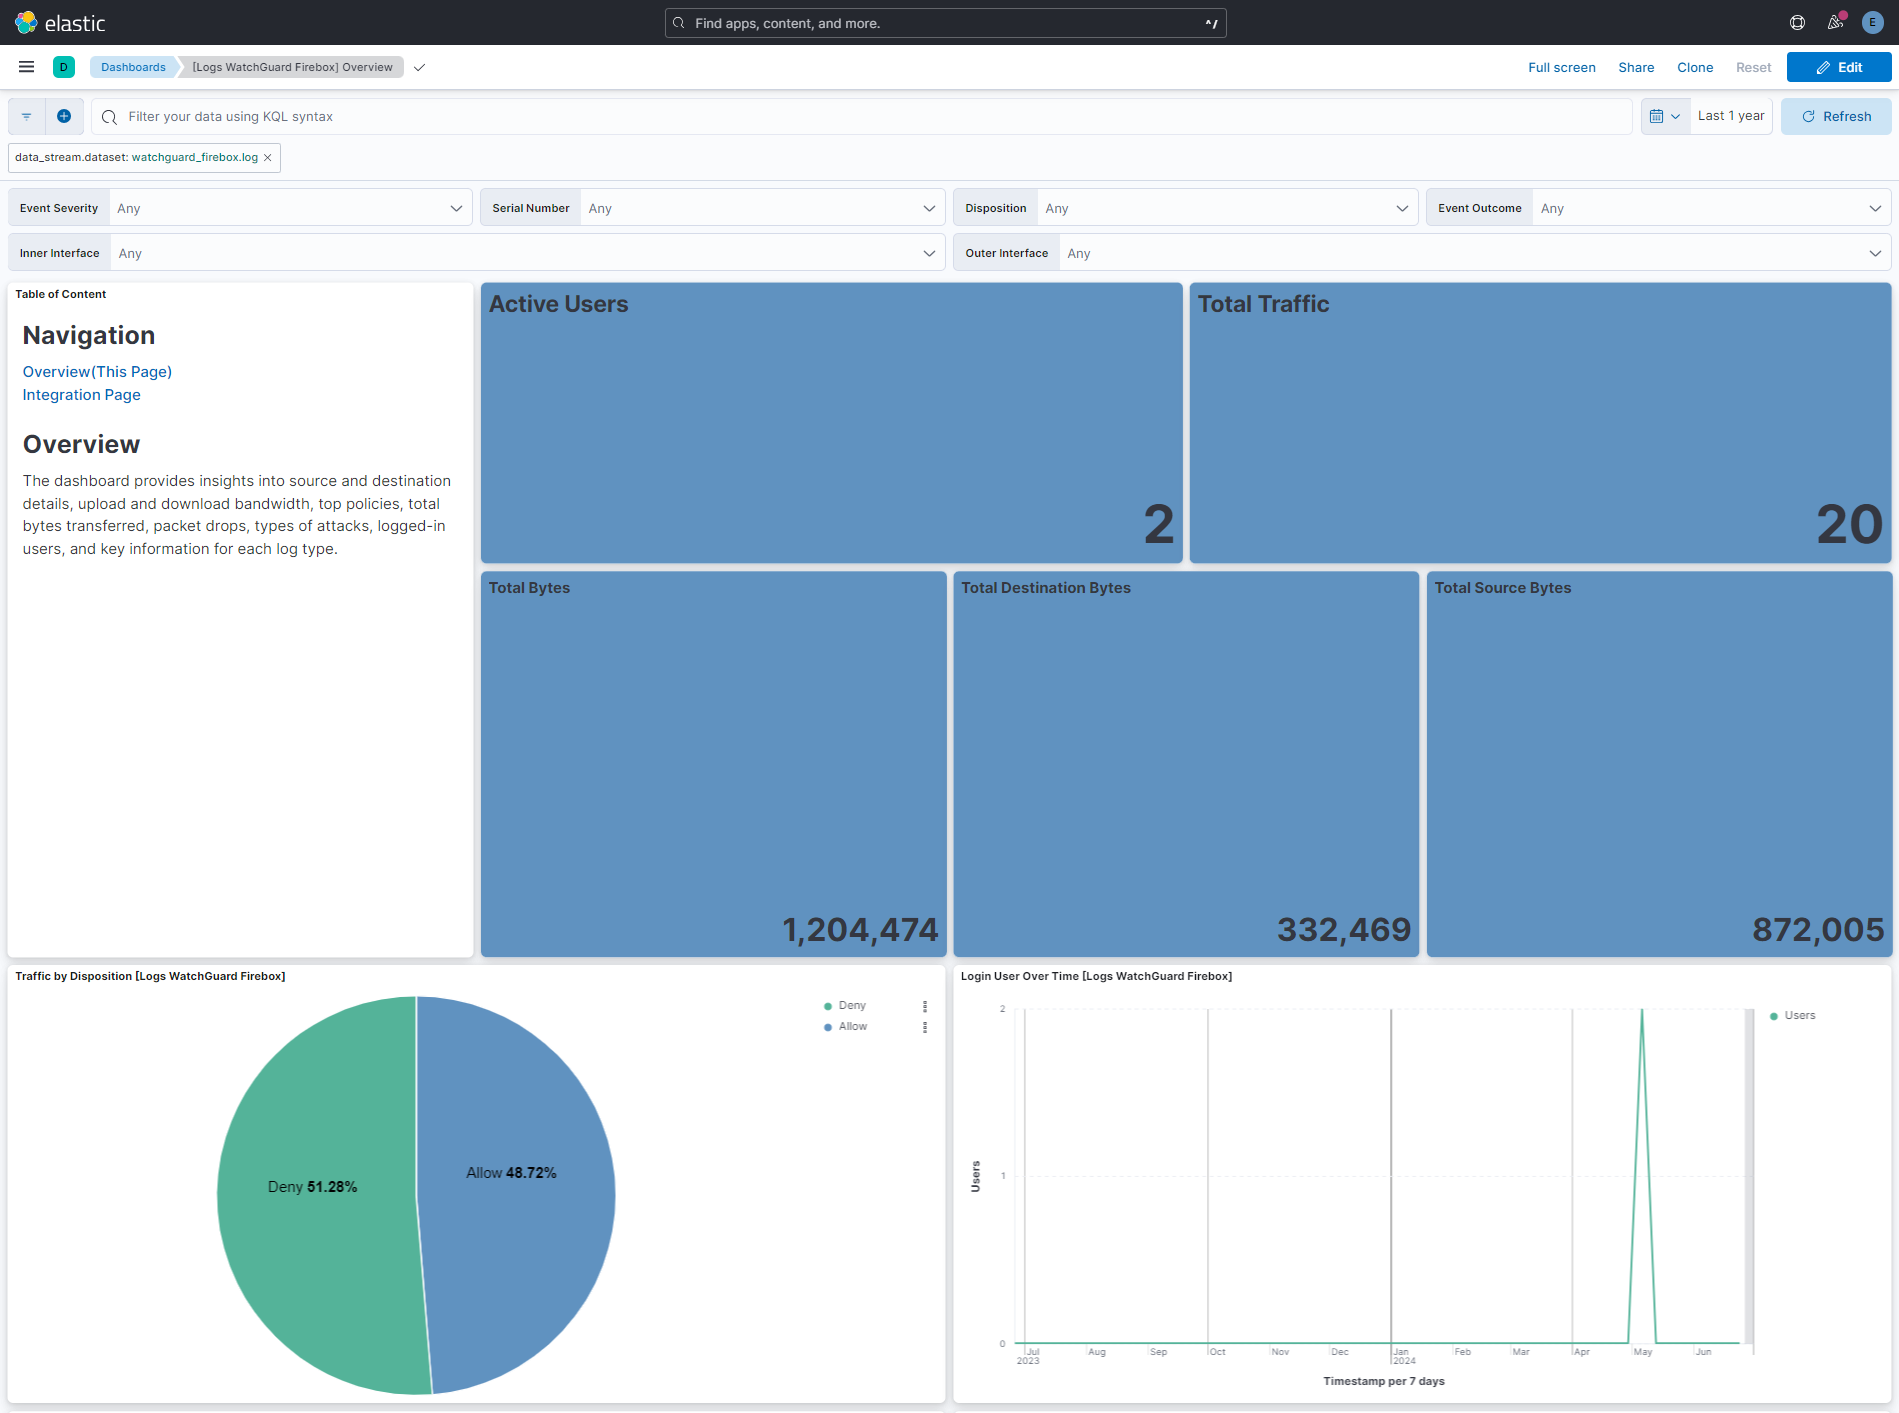 elastic
Find apps, content, and more.
^/
E
D
Dashboards
[Logs WatchGuard Firebox] Overview
Full screen
Share
Clone
Reset
Edit
Filter your data using KQL syntax
Last 1 year
Refresh
data_stream.dataset: watchguard_firebox.log ×
Event Severity
Any
Serial Number
Any
Disposition
Any
Event Outcome
Any
Inner Interface
Any
Outer Interface
Any
Table of Content
Navigation
Overview(This Page)
Integration Page
Overview
The dashboard provides insights into source and destination
details, upload and download bandwidth, top policies, total
bytes transferred, packet drops, types of attacks, logged-in
users, and key information for each log type.
Active Users
2
Total Traffic
20
Total Bytes
1,204,474
Total Destination Bytes
332,469
Total Source Bytes
872,005
Traffic by Disposition [Logs WatchGuard Firebox]
Deny
Allow
Deny 51.28%
Allow 48.72%
Login User Over Time [Logs WatchGuard Firebox]
Users
2
1
0
Users
Jul
2023
Aug
Sep
Oct
Nov
Dec
Jan
2024
Feb
Mar
Apr
May
Jun
Timestamp per 7 days